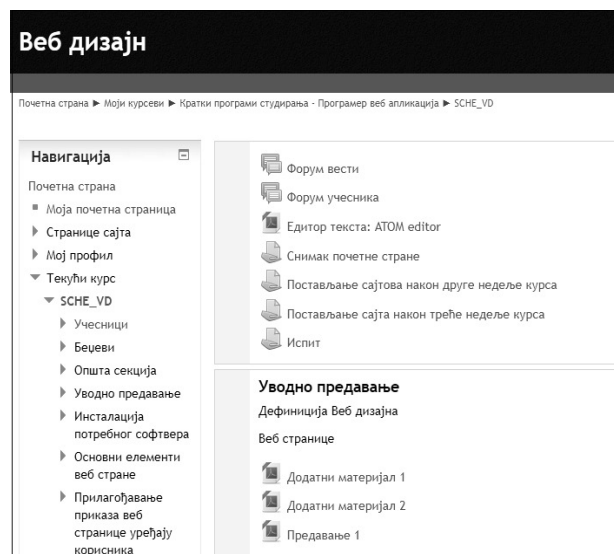 Веб дизајн
Почетна страна ► Моји курсеви ► Кратки програми студирања - Програмер веб апликација ► SCHE_VD
Навигација
Почетна страна
Моја почетна страница
Странице сајта
Мој профил
Текући курс
SCHE_VD
Учесници
Беџеви
Општа секција
Уводно предавање
Инсталација
потребног софтвера
Основни елементи
веб стране
Прилагођавање
приказа веб
странице уређају
корисника
Форум вести
Форум учесника
Едитор текста: ATOM editor
Снимак почетне стране
Постављање сајтова након друге недеље курса
Постављање сајта након треће недеље курса
Испит
Уводно предавање
Дефиниција Веб дизајна
Веб странице
Додатни материјал 1
Додатни материјал 2
Предавање 1